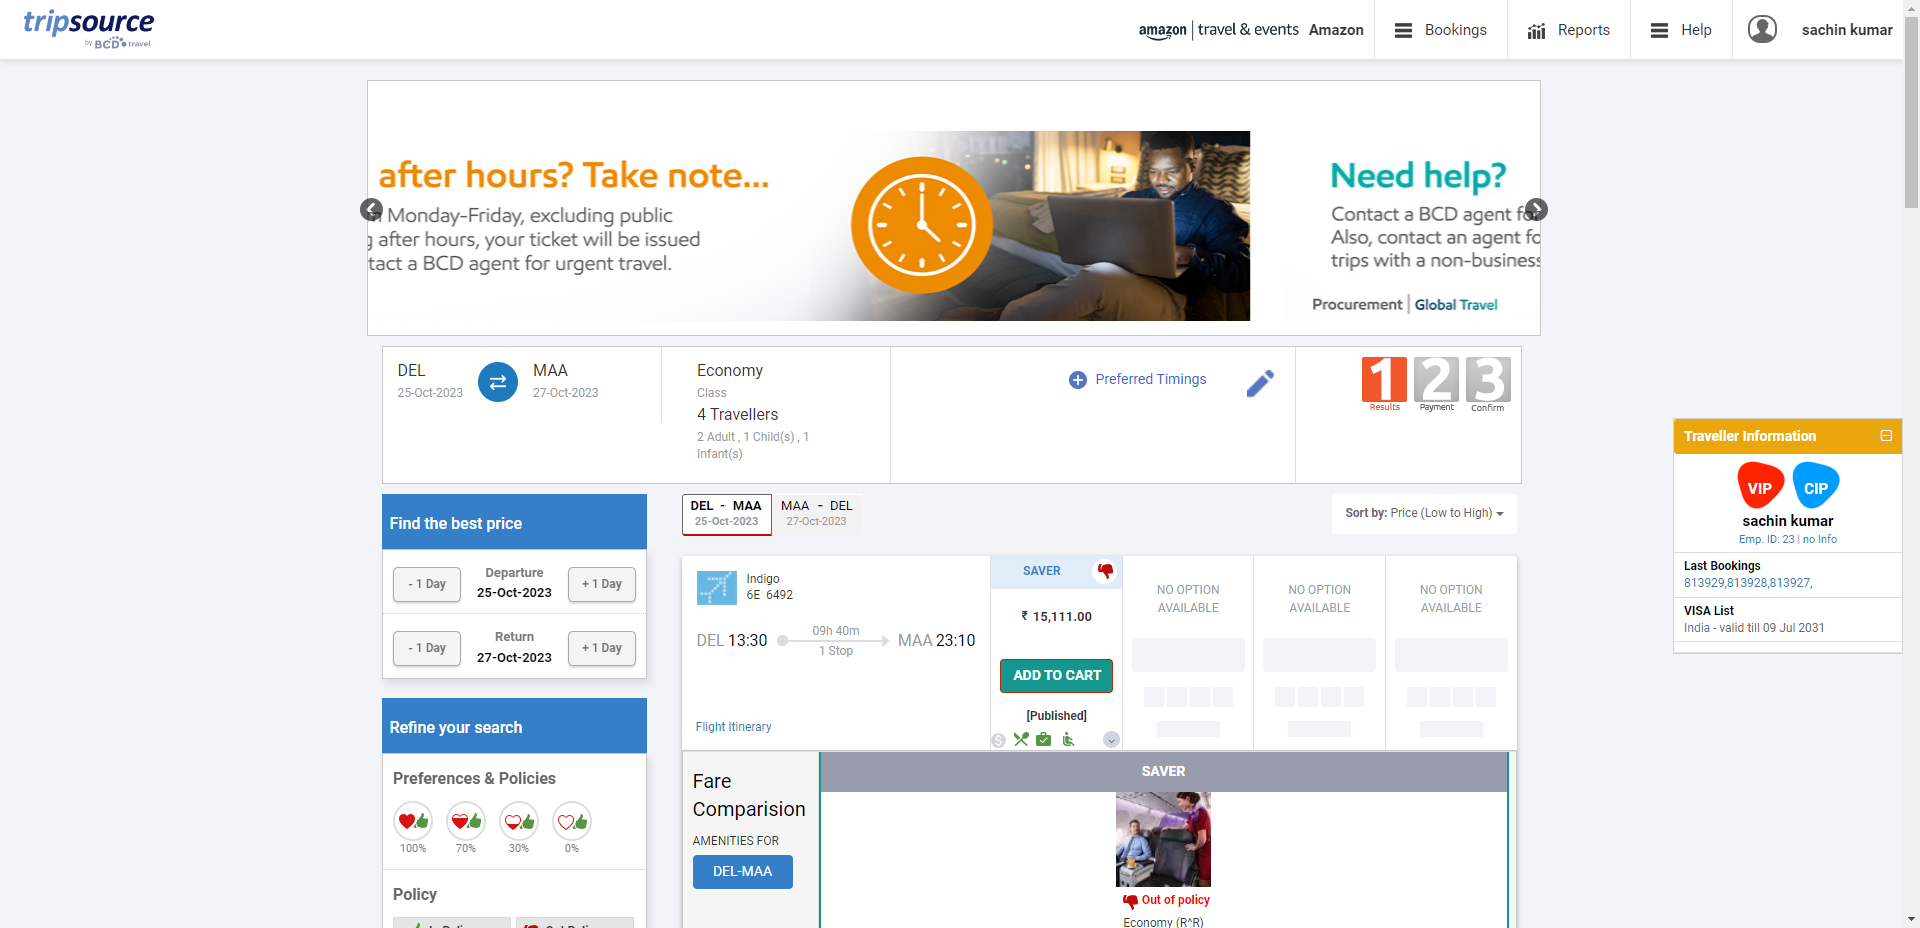 tripsource
by BCD travel
amazon | travel & events Amazon
Bookings
Reports
Help
sachin kumar
after hours? Take note...
Monday-Friday, excluding public
after hours, your ticket will be issued
tact a BCD agent for urgent travel.
Need help?
Contact a BCD agent for
Also, contact an agent fo
trips with a non-business
Procurement | Global Travel
DEL
25-Oct-2023
MAA
27-Oct-2023
Economy
Class
4 Travellers
2 Adult , 1 Child(s) , 1
Infant(s)
Preferred Timings
1 2 3
Results Payment Confirm
Traveller Information
VIP CIP
sachin kumar
Emp. ID: 23 | no Info
Last Bookings
813929,813928,813927,
VISA List
India - valid till 09 Jul 2031
Find the best price
- 1 Day
Departure
25-Oct-2023
+ 1 Day
- 1 Day
Return
27-Oct-2023
+ 1 Day
Refine your search
Preferences & Policies
100% 70% 30% 0%
Policy
DEL - MAA
25-Oct-2023
MAA - DEL
27-Oct-2023
Sort by: Price (Low to High)
Indigo
6E 6492
DEL 13:30
09h 40m
1 Stop
MAA 23:10
Flight Itinerary
SAVER
₹ 15,111.00
ADD TO CART
[Published]
NO OPTION
AVAILABLE
NO OPTION
AVAILABLE
NO OPTION
AVAILABLE
Fare
Comparision
AMENITIES FOR
DEL-MAA
SAVER
Out of policy
Economy (R^R)